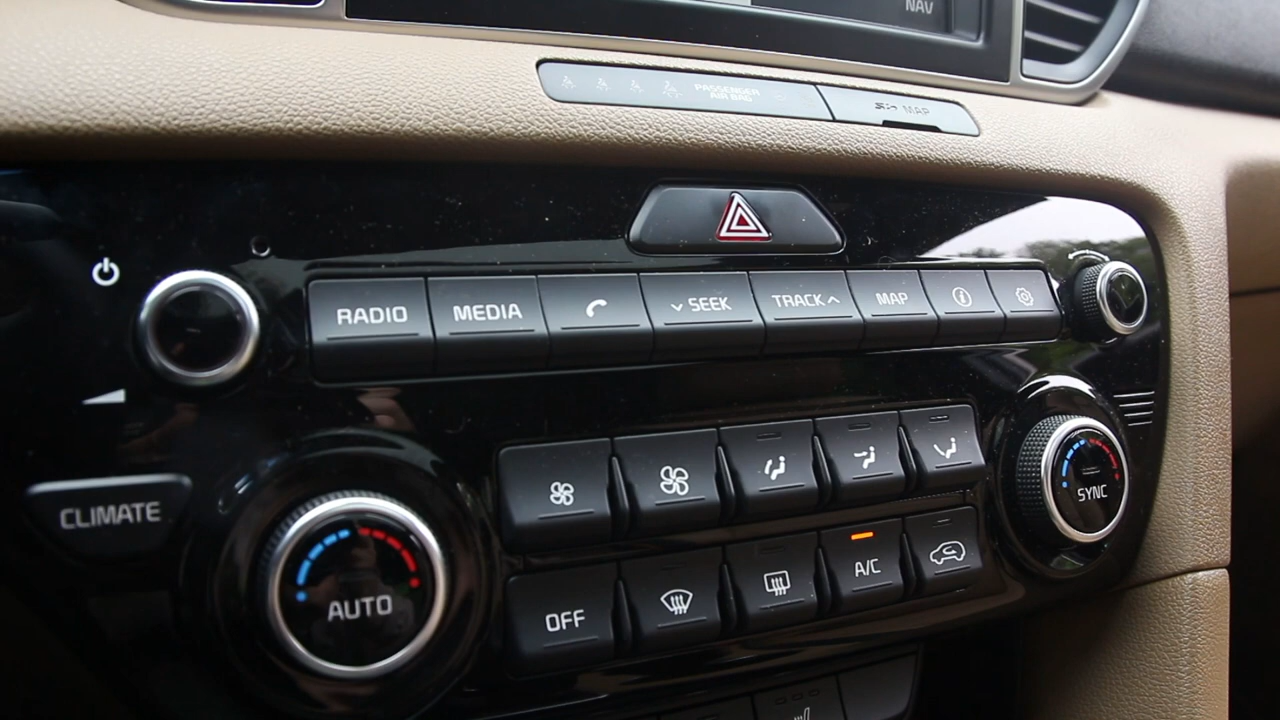 NAV
PASSENGER
AIR BAG
MAP
RADIO MEDIA SEEK TRACK MAP
CLIMATE
SYNC
AUTO
OFF A/C